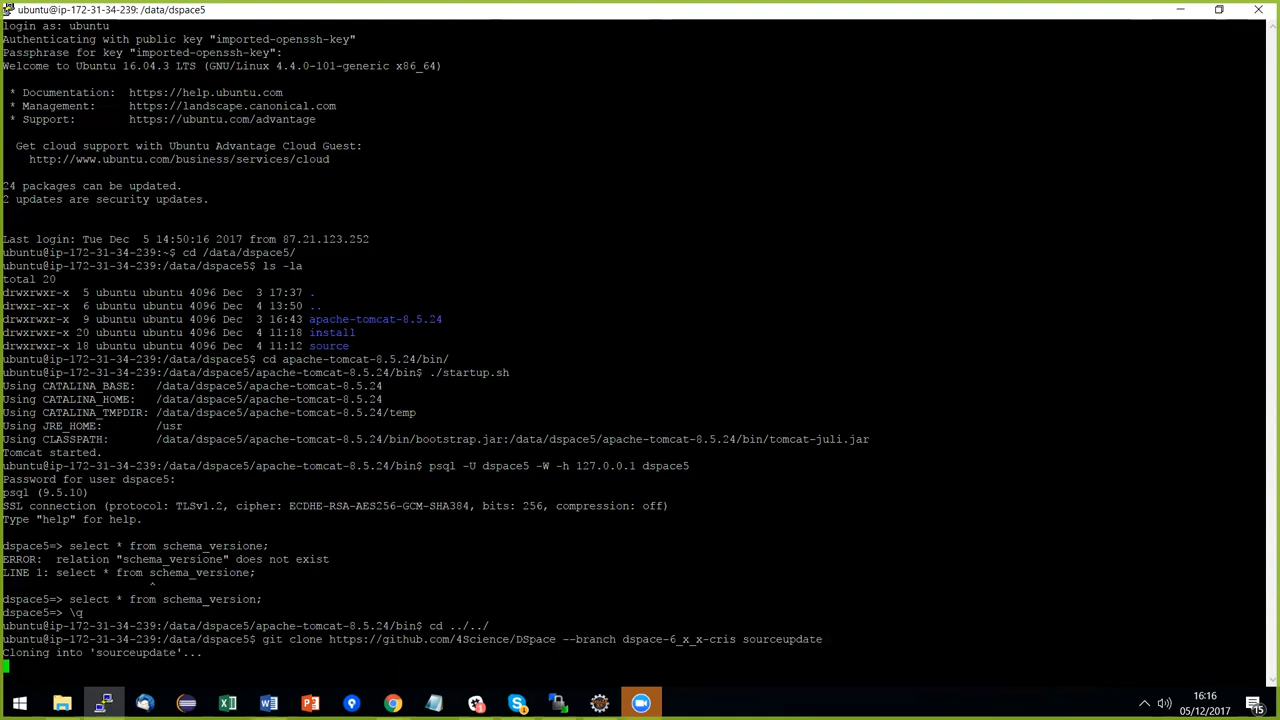 ubuntu@ip-172-31-34-239: /data/dspace5
login as: ubuntu
Authenticating with public key "imported-openssh-key"
Passphrase for key "imported-openssh-key":
Welcome to Ubuntu 16.04.3 LTS (GNU/Linux 4.4.0-101-generic x86_64)
* Documentation:  https://help.ubuntu.com
* Management:     https://landscape.canonical.com
* Support:        https://ubuntu.com/advantage
Get cloud support with Ubuntu Advantage Cloud Guest:
http://www.ubuntu.com/business/services/cloud
24 packages can be updated.
2 updates are security updates.
Last login: Tue Dec  5 14:50:16 2017 from 87.21.123.252
ubuntu@ip-172-31-34-239:~$ cd /data/dspace5/
ubuntu@ip-172-31-34-239:/data/dspace5$ ls -la
total 20
drwxrwxr-x  5 ubuntu ubuntu 4096 Dec  3 17:37 .
drwxr-xr-x  6 ubuntu ubuntu 4096 Dec  4 13:50 ..
drwxrwxr-x  9 ubuntu ubuntu 4096 Dec  3 16:43 apache-tomcat-8.5.24
drwxrwxr-x 20 ubuntu ubuntu 4096 Dec  4 11:18 install
drwxrwxr-x 18 ubuntu ubuntu 4096 Dec  4 11:12 source
ubuntu@ip-172-31-34-239:/data/dspace5$ cd apache-tomcat-8.5.24/bin/
ubuntu@ip-172-31-34-239:/data/dspace5/apache-tomcat-8.5.24/bin$ ./startup.sh
Using CATALINA_BASE:   /data/dspace5/apache-tomcat-8.5.24
Using CATALINA_HOME:   /data/dspace5/apache-tomcat-8.5.24
Using CATALINA_TMPDIR: /data/dspace5/apache-tomcat-8.5.24/temp
Using JRE_HOME:        /usr
Using CLASSPATH:       /data/dspace5/apache-tomcat-8.5.24/bin/bootstrap.jar:/data/dspace5/apache-tomcat-8.5.24/bin/tomcat-juli.jar
Tomcat started.
ubuntu@ip-172-31-34-239:/data/dspace5/apache-tomcat-8.5.24/bin$ psql -U dspace5 -W -h 127.0.0.1 dspace5
Password for user dspace5:
psql (9.5.10)
SSL connection (protocol: TLSv1.2, cipher: ECDHE-RSA-AES256-GCM-SHA384, bits: 256, compression: off)
Type "help" for help.
dspace5=> select * from schema_versione;
ERROR:  relation "schema_versione" does not exist
LINE 1: select * from schema_versione;
^
dspace5=> select * from schema_version;
dspace5=> \q
ubuntu@ip-172-31-34-239:/data/dspace5/apache-tomcat-8.5.24/bin$ cd ../../
ubuntu@ip-172-31-34-239:/data/dspace5$ git clone https://github.com/4Science/DSpace --branch dspace-6_x_x-cris sourceupdate
Cloning into 'sourceupdate'...
16:16
05/12/2017
15